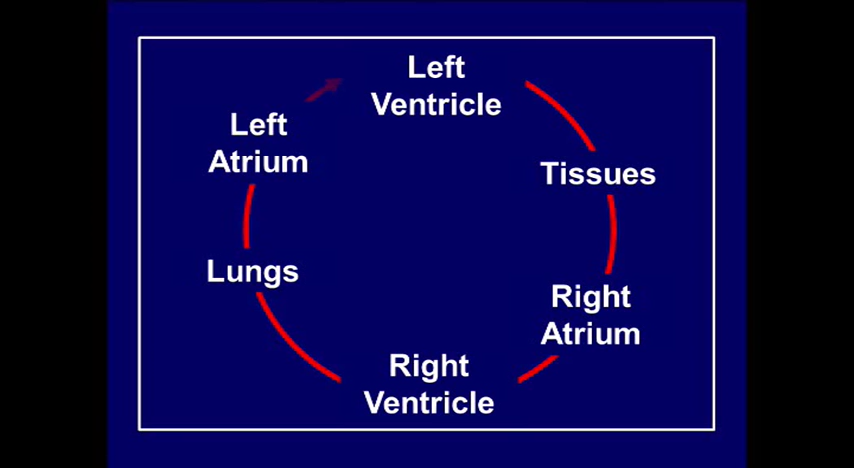 Left
Ventricle
Left
Atrium
Tissues
Lungs
Right
Atrium
Right
Ventricle